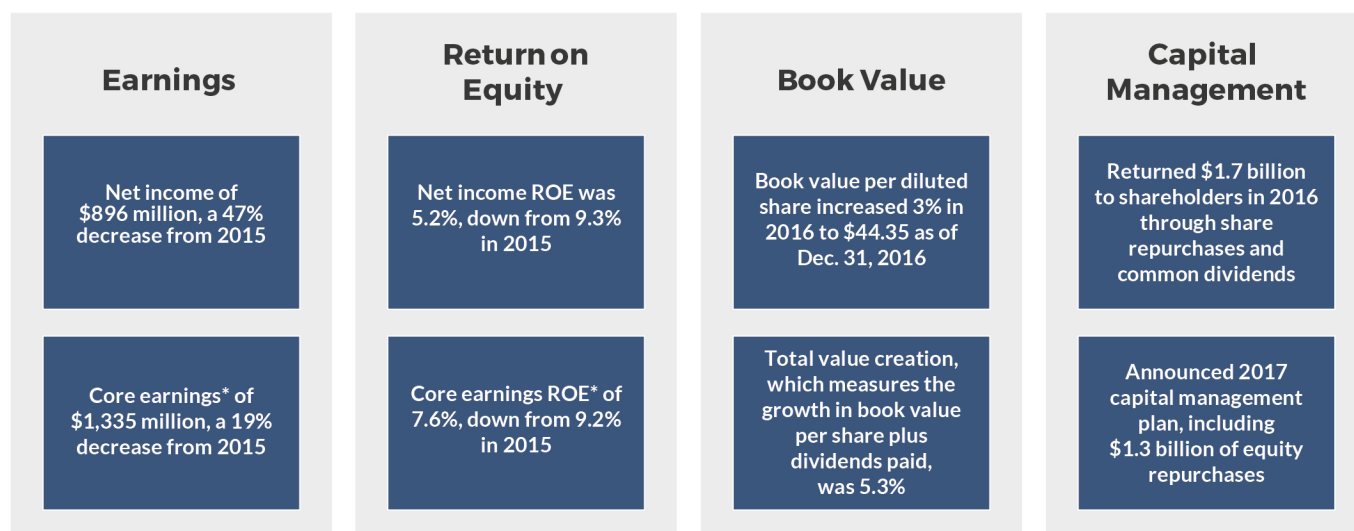 Earnings
Net income of
$896 million, a 47%
decrease from 2015
Core earnings* of
$1,335 million, a 19%
decrease from 2015
Return on
Equity
Net income ROE was
5.2%, down from 9.3%
in 2015
Core earnings ROE* of
7.6%, down from 9.2%
in 2015
Book Value
Book value per diluted
share increased 3% in
2016 to $44.35 as of
Dec. 31, 2016
Total value creation,
which measures the
growth in book value
per share plus
dividends paid,
was 5.3%
Capital
Management
Returned $1.7 billion
to shareholders in 2016
through share
repurchases and
common dividends
Announced 2017
capital management
plan, including
$1.3 billion of equity
repurchases